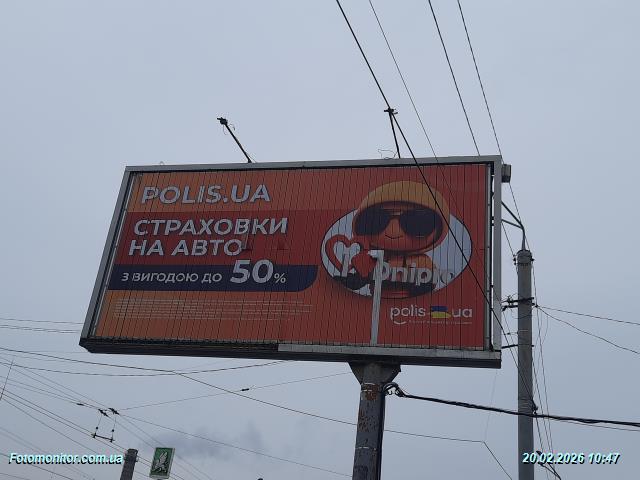 POLIS.UA
СТРАХОВКИ
НА АВТО
З ВИГОДОЮ ДО 50%
Dnipro
polis ua
Fotomonitor.com.ua
20.02.2026 10:47